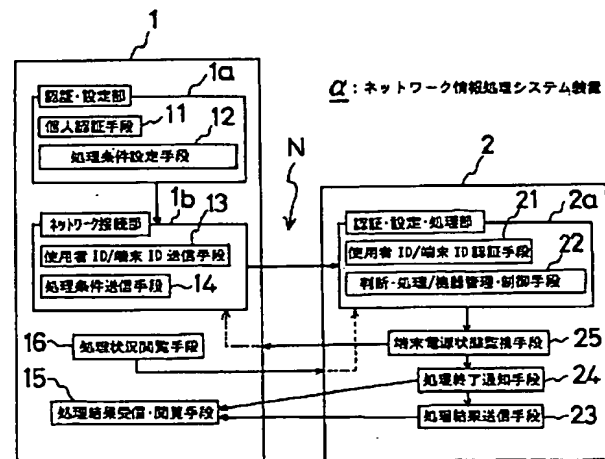 1
1a
α:ネットワーク情報処理システム装置
認証・設定部
個人認証手段
11
12
処理条件設定手段
N
2
1b
13
ネットワーク接続部
使用者ID/端末ID送信手段
処理条件送信手段
14
21
2a
認証・設定・処理部
使用者ID/端末ID認証手段
22
判断・処理/機器管理・制御手段
16
処理状況閲覧手段
端末電源状態監視手段
25
15
処理終了通知手段
24
処理結果受信・閲覧手段
処理結果送信手段
23